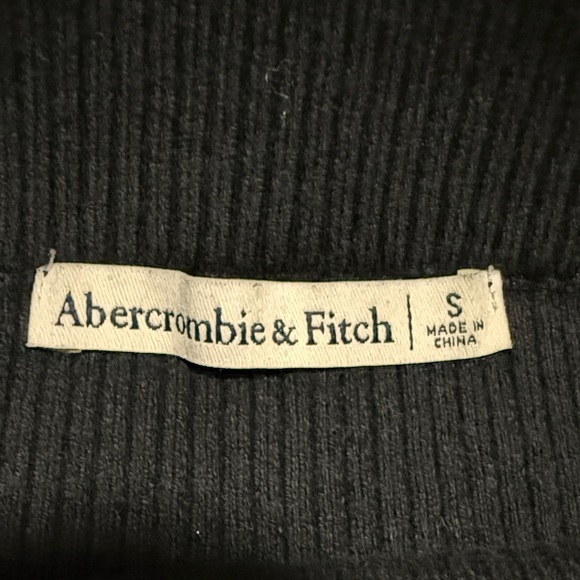 Abercrombie & Fitch | S
MADE IN
CHINA